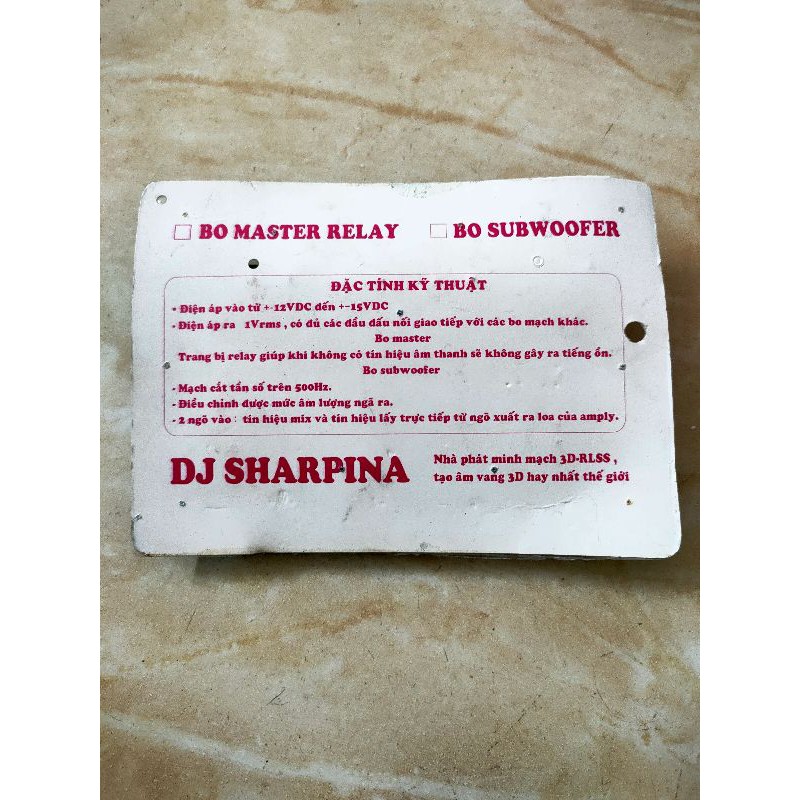 BO MASTER RELAY BO SUBWOOFER
ĐẶC TÍNH KỸ THUẬT
- Điện áp vào từ +-12VDC đến +-15VDC
- Điện áp ra 1Vrms , có đủ các đầu dấu nối giao tiếp với các bo mạch khác.
Bo master
Trang bị relay giúp khi không có tín hiệu âm thanh sẽ không gây ra tiếng ồn.
Bo subwoofer
- Mạch cắt tần số trên 500Hz.
- Điều chỉnh được mức âm lượng ngã ra.
- 2 ngõ vào : tín hiệu mix và tín hiệu lấy trực tiếp từ ngõ xuất ra loa của amply.
DJ SHARPINA
Nhà phát minh mạch 3D-RLSS ,
tạo âm vang 3D hay nhất thế giới